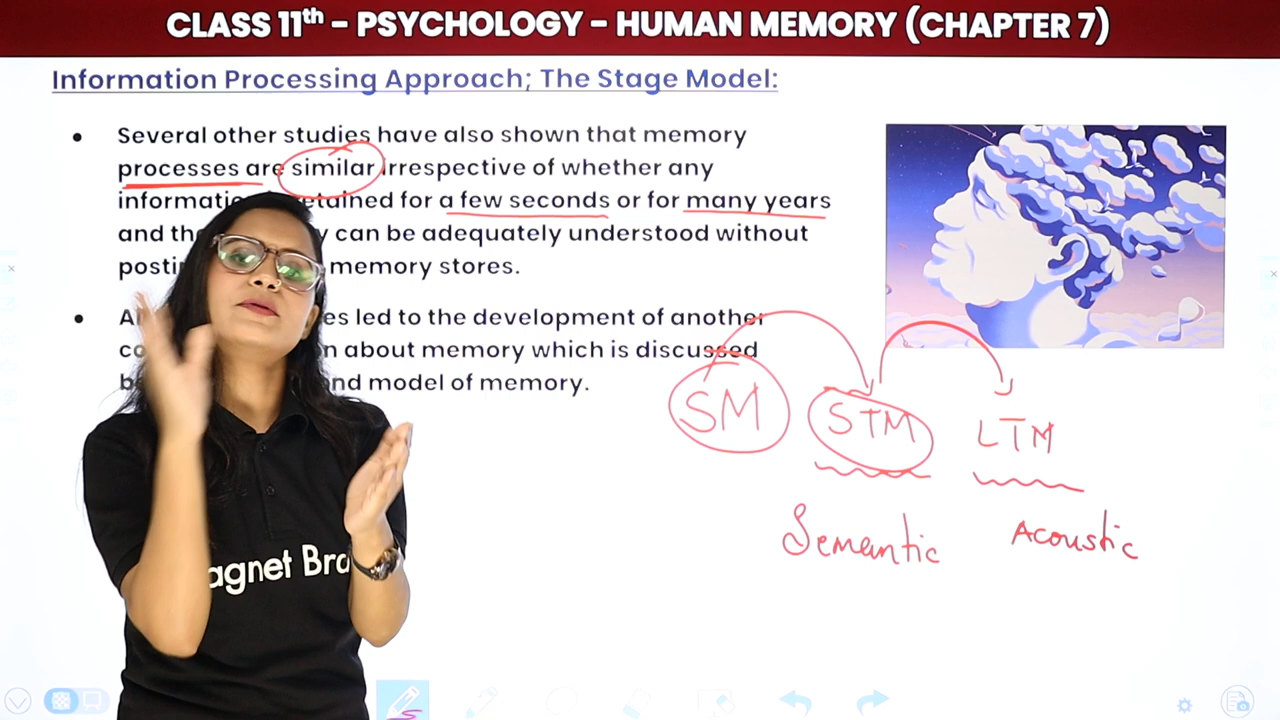 CLASS 11th - PSYCHOLOGY - HUMAN MEMORY (CHAPTER 7)
Information Processing Approach; The Stage Model:
• Several other studies have also shown that memory
processes are similar irrespective of whether any
retained for a few seconds or for many years
and can be adequately understood without
memory stores.
• led to the development of another
about memory which is discussed
model of memory.
SM STM LTM
Semantic Acoustic
agnet Bra